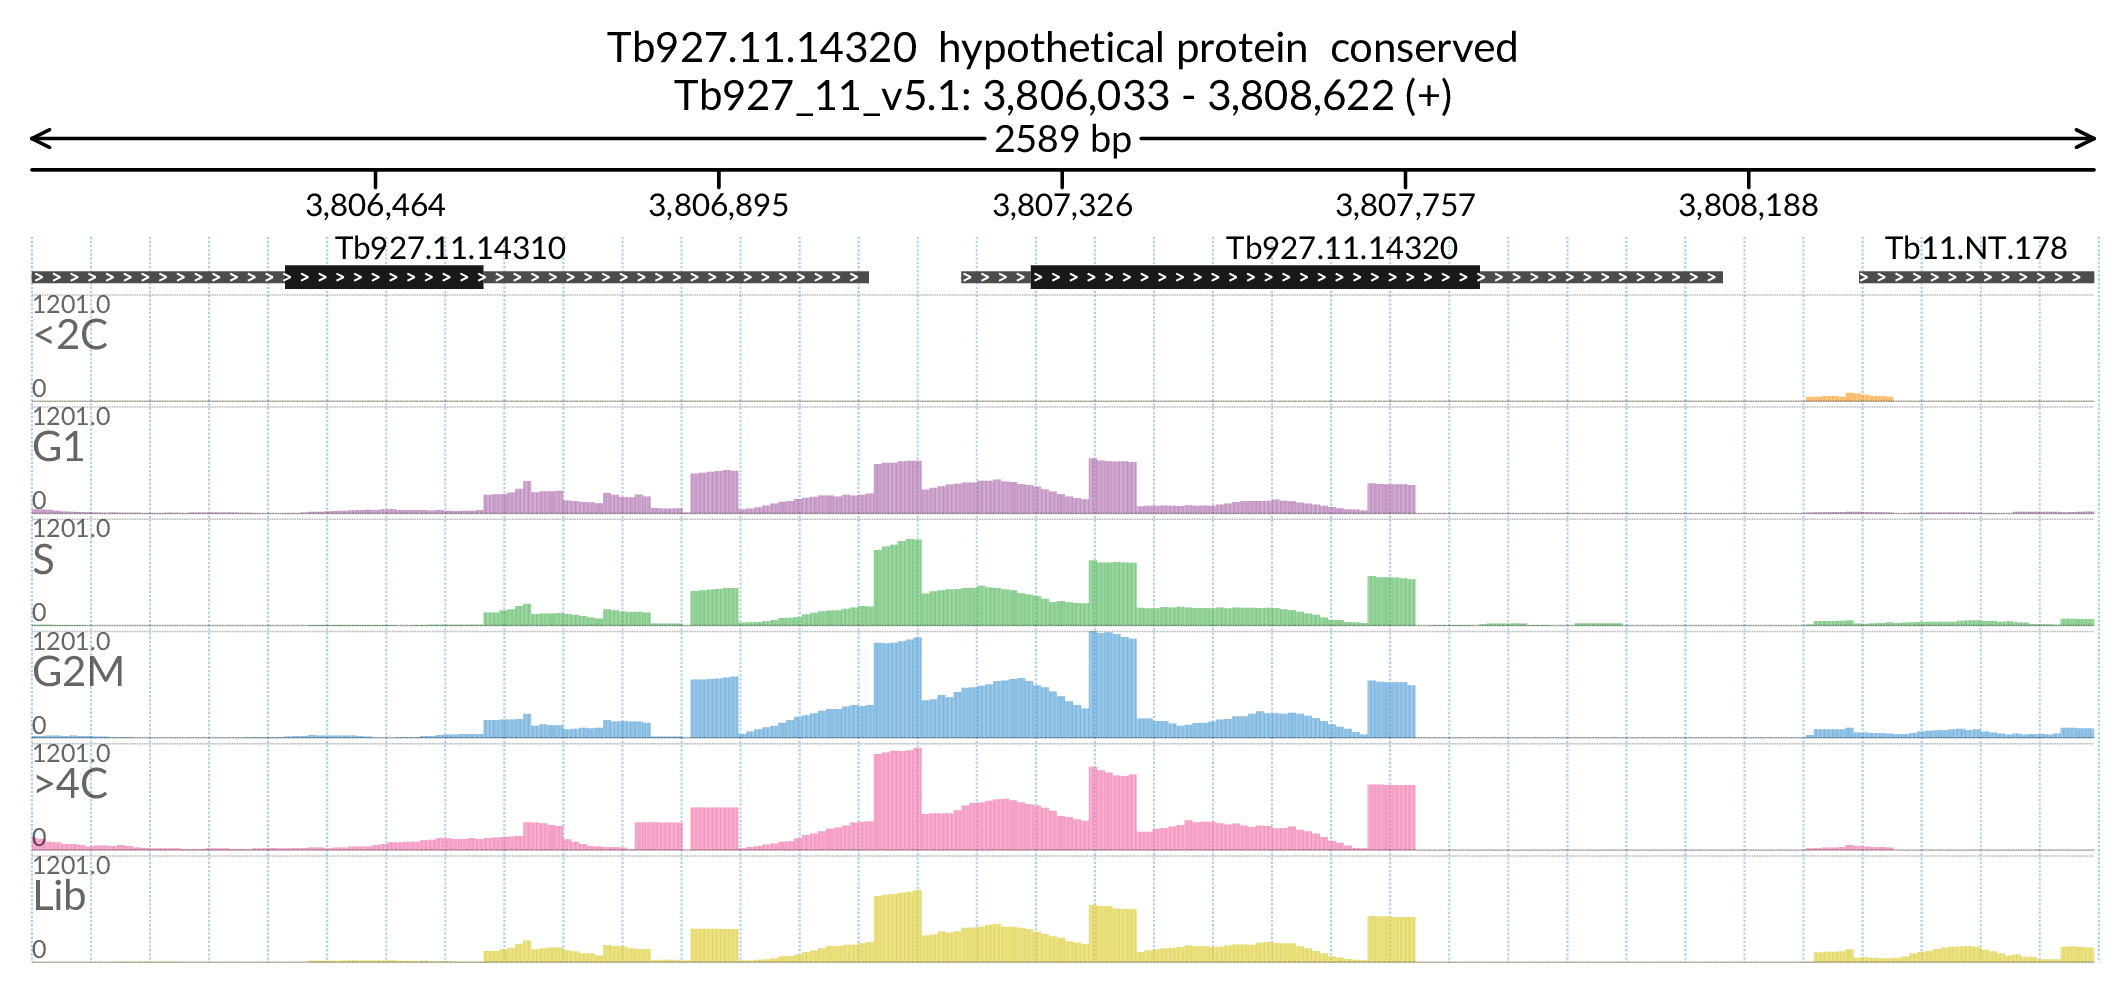 Tb927.11.14320 hypothetical protein conserved
Tb927_11_v5.1: 3,806,033 - 3,808,622 (+)
2589 bp
3,806,464 3,806,895 3,807,326 3,807,757 3,808,188
Tb927.11.14310 Tb927.11.14320 Tb11.NT.178
1201.0
<2C
0
1201.0
G1
0
1201.0
S
0
1201.0
G2M
0
1201.0
>4C
0
1201.0
Lib
0